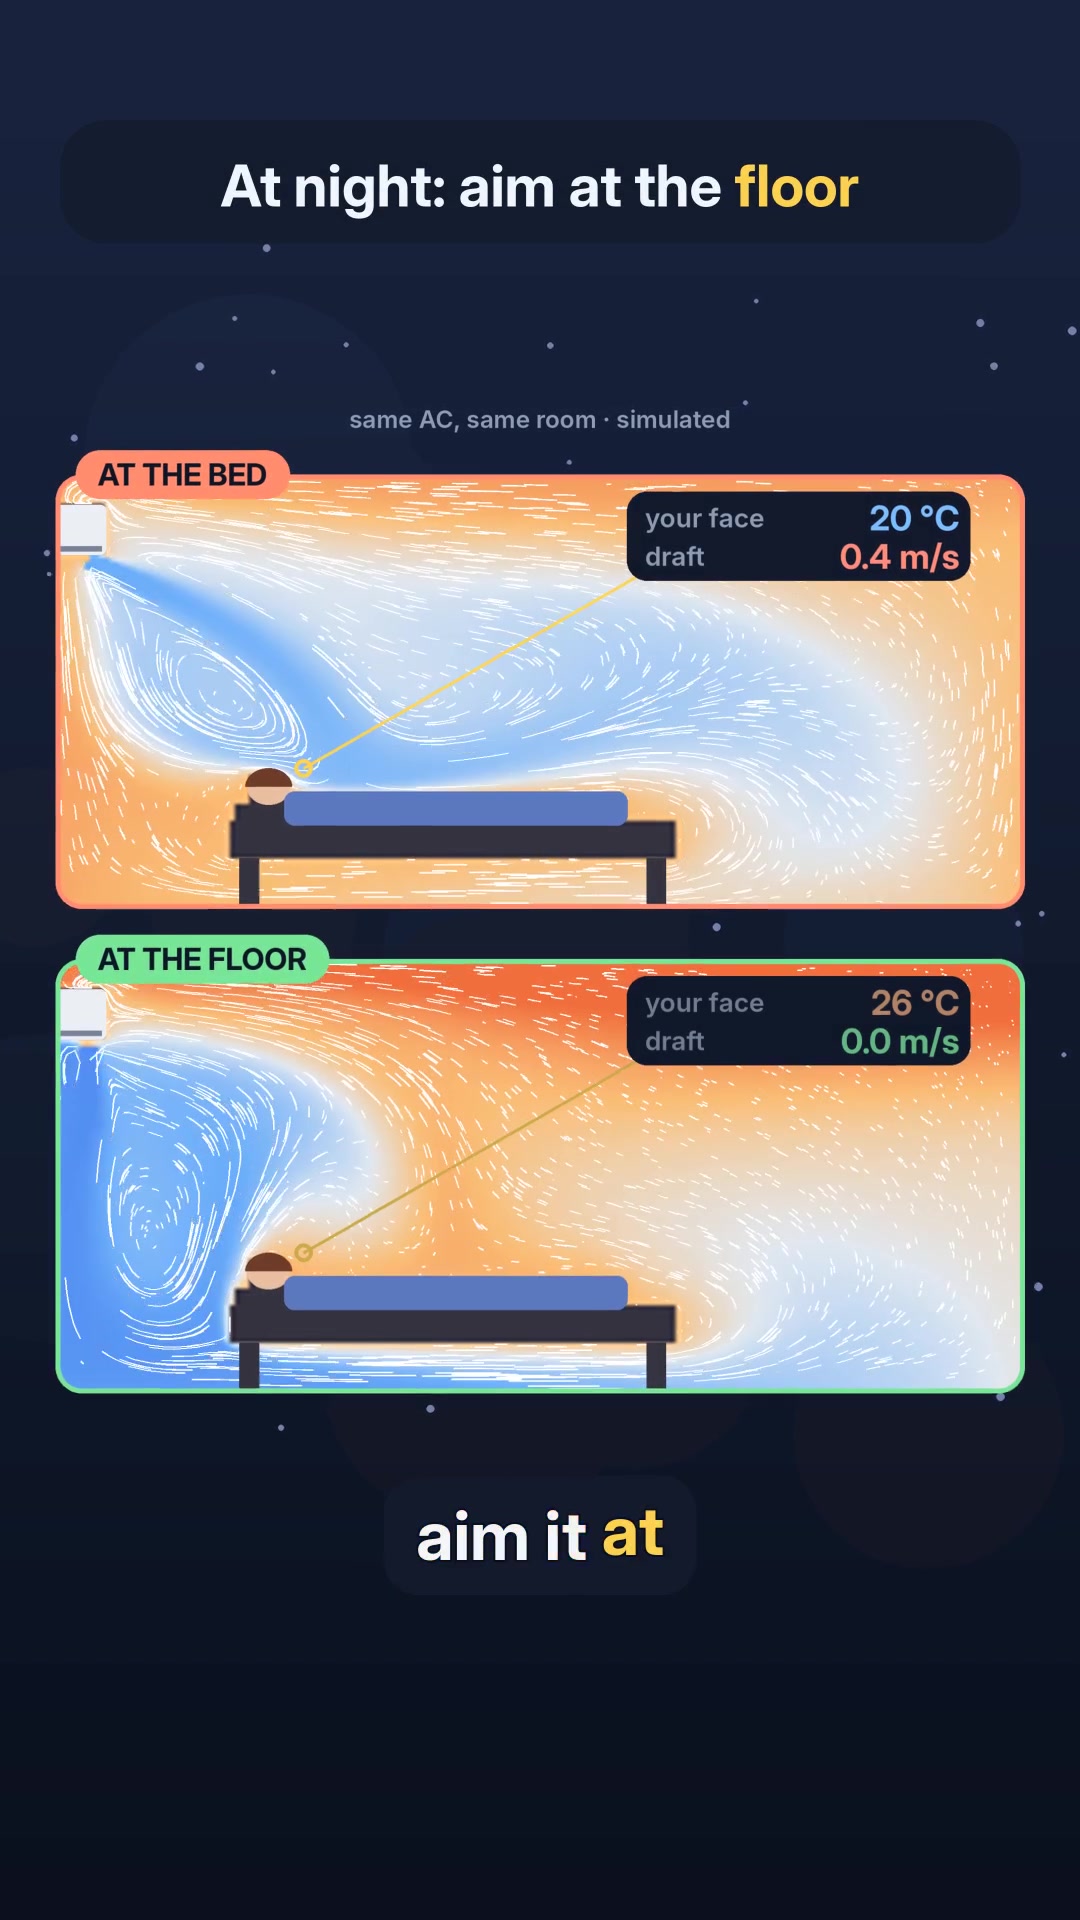 At night: aim at the floor
same AC, same room · simulated
AT THE BED
your face 20 °C
draft 0.4 m/s
AT THE FLOOR
your face 26 °C
draft 0.0 m/s
aim it at